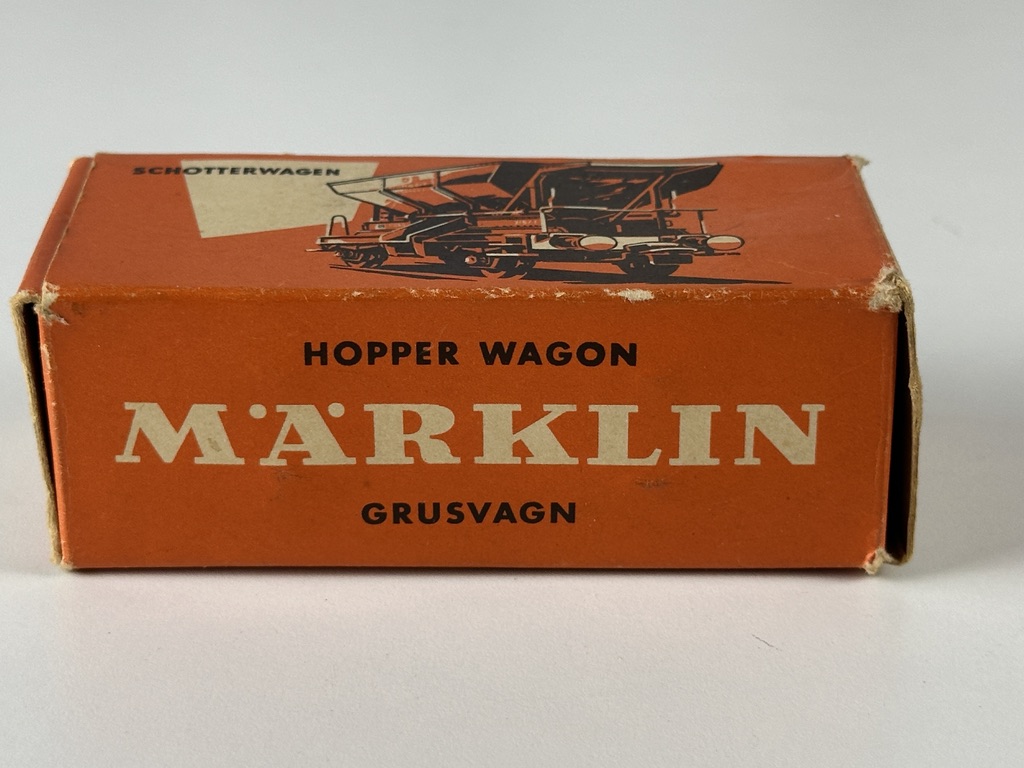 SCHOTTERWAGEN
HOPPER WAGON
MÄRKLIN
GRUSVAGN